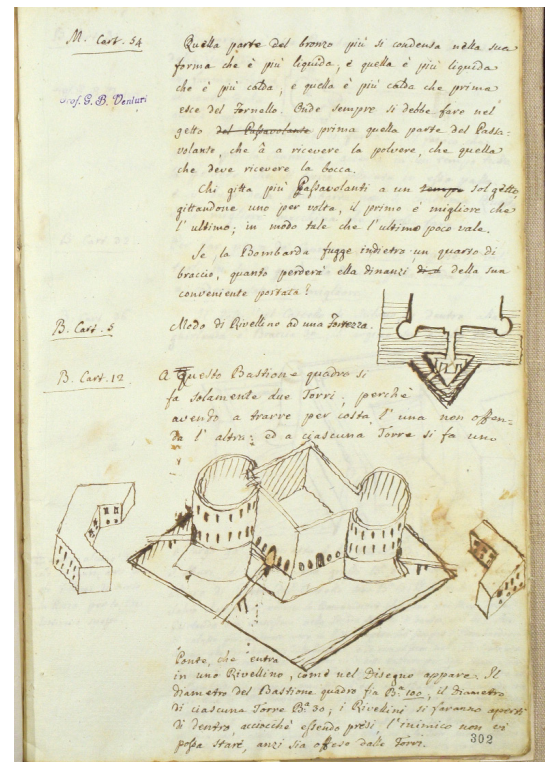 M. Cart. 54
Quella parte del bronzo più si condensa nella sua
forma che è più liquida, e quella è più liquida
che è più calda, e quella è più calda che prima
Prof. G. B. Venturi
esce del Fornello. Onde sempre si debbe fare nel
getto del Passavolante prima quella parte del Passa-
volante, che à a ricevere la polvere, che quella
che deve ricevere la bocca.
Chi gitta più Passavolanti a un sol getto,
gittandone uno per volta, il primo è migliore che
l'ultimo; in modo tale che l'ultimo poco vale.
Se la Bombarda fugge indietro un quarto di
braccio, quanto perderà ella dinanzi della sua
conveniente portata?
B. Cart. 5
Modo di Rivellino ad una Fortezza.
B. Cart. 12
A Questo Bastione quadro si
fa solamente due Torri; perchè
avendo a trarre per costa l'una non offen-
da l'altra: ed a ciascuna Torre si fa uno
Ponte, che entra
in uno Rivellino, come nel Disegno appare. Il
diametro del Bastione quadro fia B.ᵃ 100, il diametro
di ciascuna Torre B.ᵃ 30; i Rivellini si faranno aperti
di dentro, acciocchè essendo presi, l'inimico non vi
possa stare, anzi sia offeso dalle Torri.
302